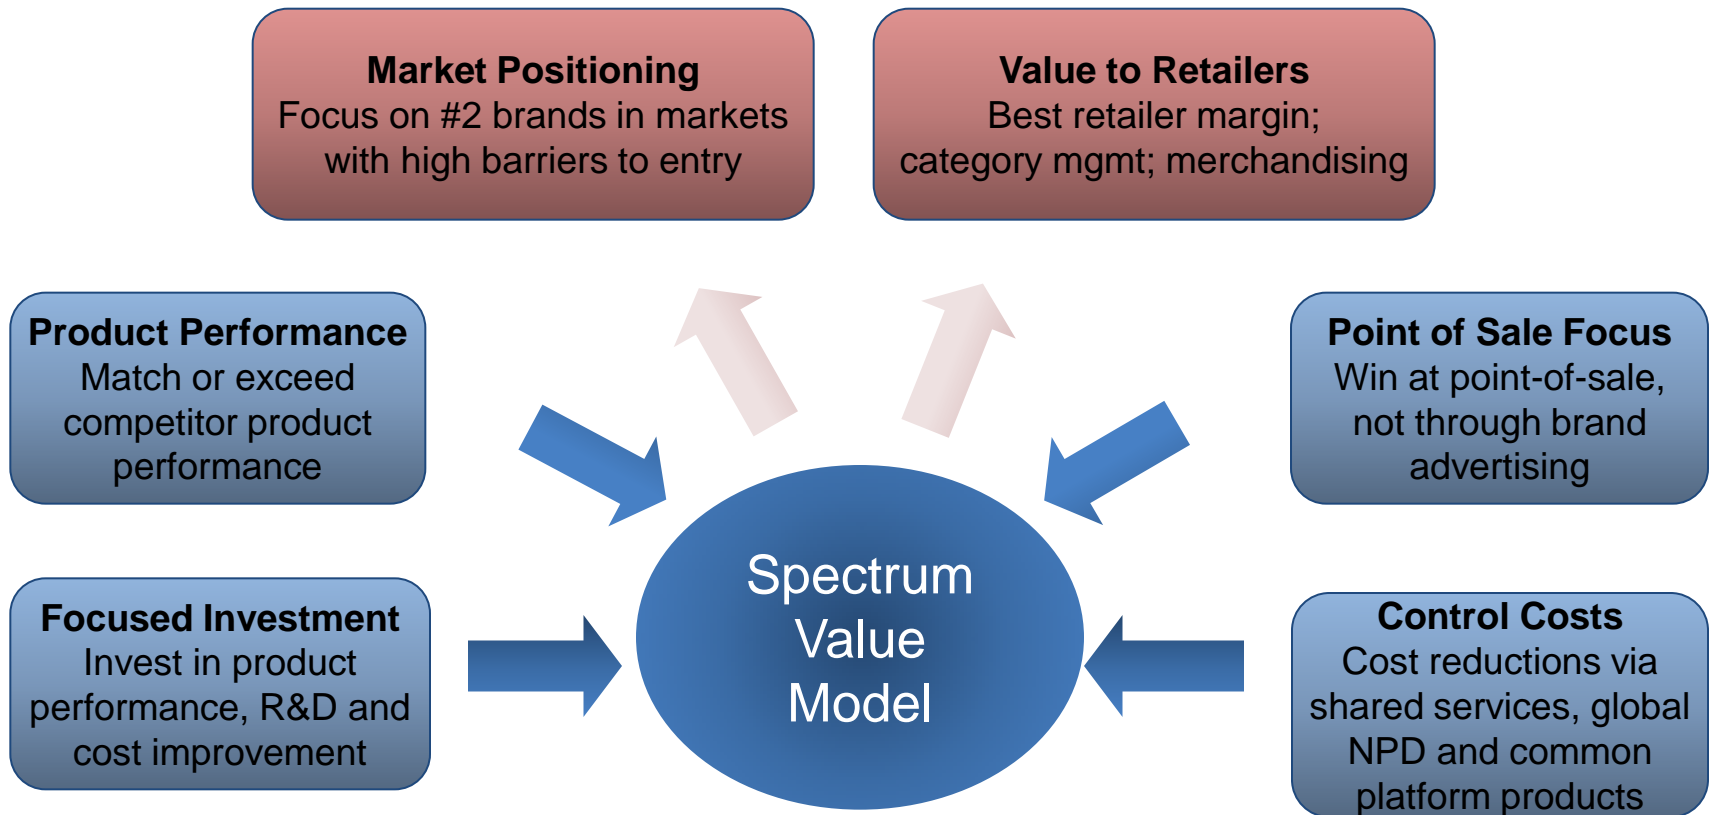 Market Positioning
Focus on #2 brands in markets
with high barriers to entry
Value to Retailers
Best retailer margin;
category mgmt; merchandising
Product Performance
Match or exceed
competitor product
performance
Point of Sale Focus
Win at point-of-sale,
not through brand
advertising
Focused Investment
Invest in product
performance, R&D and
cost improvement
Spectrum
Value
Model
Control Costs
Cost reductions via
shared services, global
NPD and common
platform products